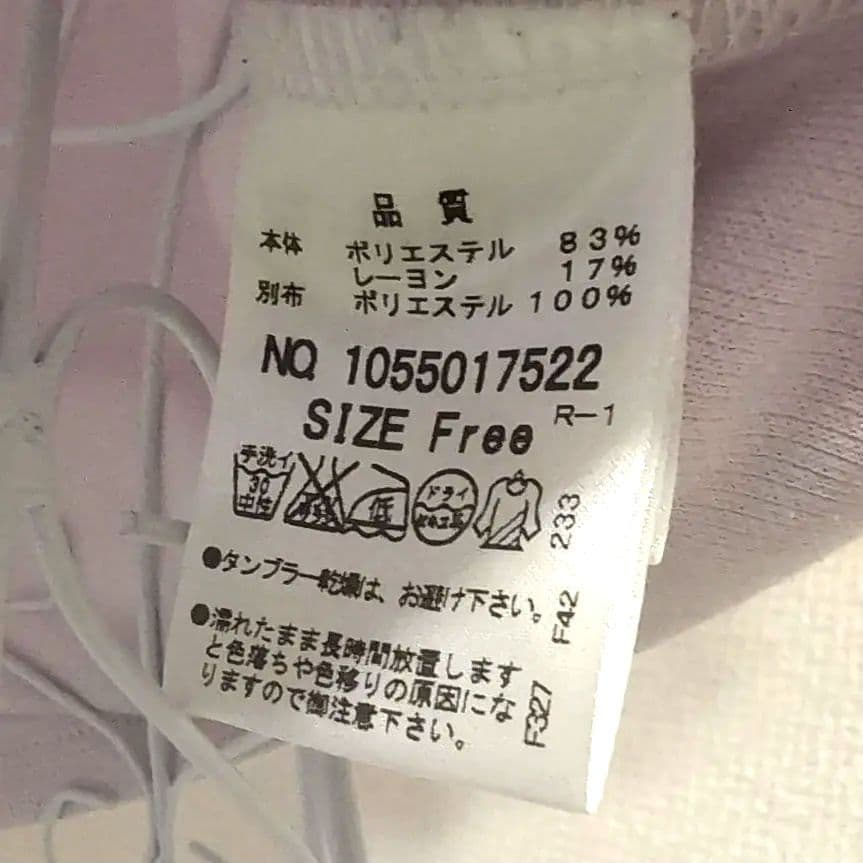 品質
本体 ポリエステル 83%
レーヨン 17%
別布 ポリエステル 100%
NO. 1055017522
SIZE Free R-1
手洗イ
30
中性
低
ドライ
●タンブラー乾燥は、お避け下さい。
●濡れたまま長時間放置します
と色落ちや色移りの原因にな
りますので御注意下さい。
233
F42
F327